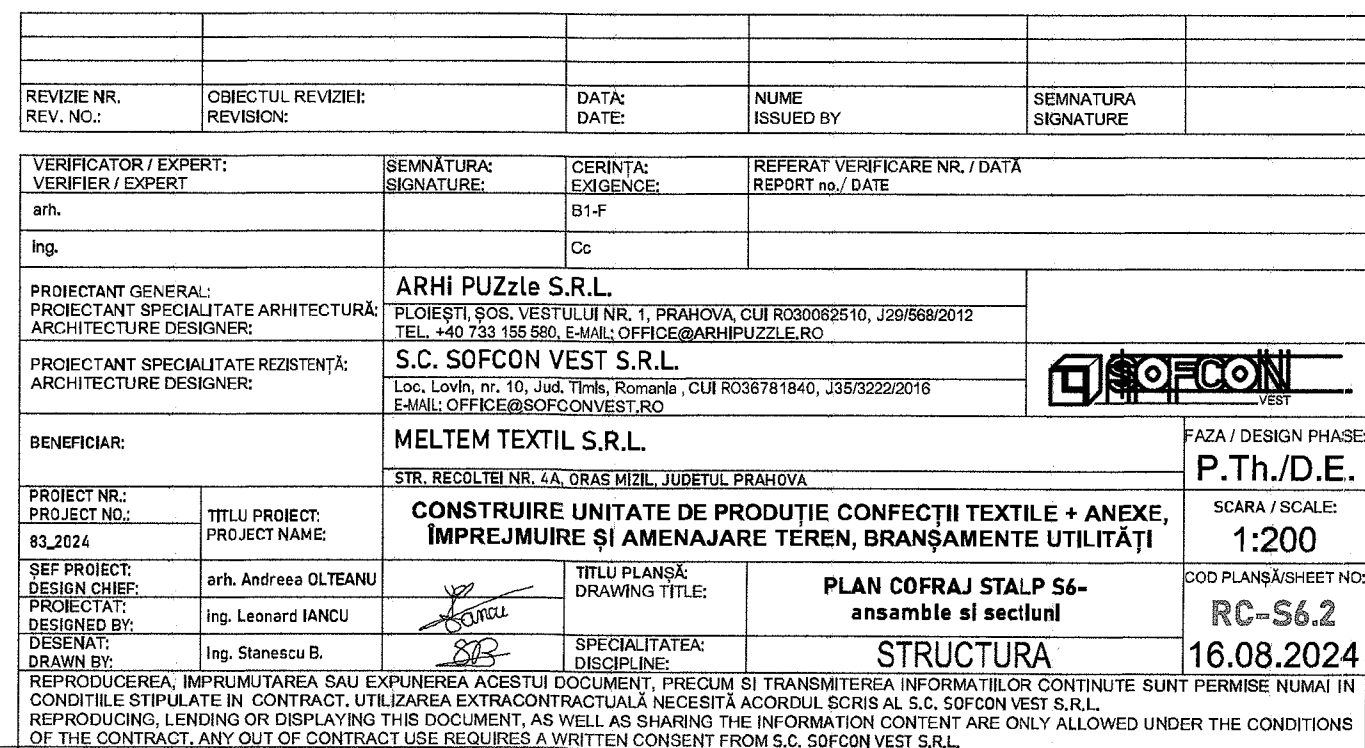 REVIZIE NR.
REV. NO.:
OBIECTUL REVIZIEI:
REVISION:
DATA:
DATE:
NUME
ISSUED BY
SEMNATURA
SIGNATURE
VERIFICATOR / EXPERT:
VERIFIER / EXPERT
SEMNĂTURA:
SIGNATURE:
CERINȚA:
EXIGENCE:
REFERAT VERIFICARE NR. / DATĂ
REPORT no./ DATE
arh.
B1-F
ing.
Cc
PROIECTANT GENERAL:
PROIECTANT SPECIALITATE ARHITECTURĂ:
ARCHITECTURE DESIGNER:
ARHi PUZzle S.R.L.
PLOIEȘTI, ȘOS. VESTULUI NR. 1, PRAHOVA, CUI RO30062510, J29/568/2012
TEL. +40 733 155 580, E-MAIL: OFFICE@ARHIPUZZLE.RO
PROIECTANT SPECIALITATE REZISTENȚĂ:
ARCHITECTURE DESIGNER:
S.C. SOFCON VEST S.R.L.
Loc. Lovin, nr. 10, Jud. Timis, Romania , CUI RO36781840, J35/3222/2016
E-MAIL: OFFICE@SOFCONVEST.RO
SOFCON
VEST
BENEFICIAR:
MELTEM TEXTIL S.R.L.
STR. RECOLTEI NR. 4A, ORAS MIZIL, JUDETUL PRAHOVA
FAZA / DESIGN PHASE:
P.Th./D.E.
PROIECT NR.:
PROJECT NO.:
83_2024
TITLU PROIECT:
PROJECT NAME:
CONSTRUIRE UNITATE DE PRODUȚIE CONFECȚII TEXTILE + ANEXE,
ÎMPREJMUIRE ȘI AMENAJARE TEREN, BRANȘAMENTE UTILITĂȚI
SCARA / SCALE:
1:200
ȘEF PROIECT:
DESIGN CHIEF:
arh. Andreea OLTEANU
PROIECTAT:
DESIGNED BY:
ing. Leonard IANCU
Iancu
DESENAT:
DRAWN BY:
Ing. Stanescu B.
SB
TITLU PLANȘĂ:
DRAWING TITLE:
PLAN COFRAJ STALP S6-
ansamble si sectiuni
SPECIALITATEA:
DISCIPLINE:
STRUCTURA
COD PLANȘĂ/SHEET NO:
RC-S6.2
16.08.2024
REPRODUCEREA, IMPRUMUTAREA SAU EXPUNEREA ACESTUI DOCUMENT, PRECUM SI TRANSMITEREA INFORMATIILOR CONTINUTE SUNT PERMISE NUMAI IN
CONDITIILE STIPULATE IN CONTRACT. UTILIZAREA EXTRACONTRACTUALĂ NECESITĂ ACORDUL SCRIS AL S.C. SOFCON VEST S.R.L.
REPRODUCING, LENDING OR DISPLAYING THIS DOCUMENT, AS WELL AS SHARING THE INFORMATION CONTENT ARE ONLY ALLOWED UNDER THE CONDITIONS
OF THE CONTRACT. ANY OUT OF CONTRACT USE REQUIRES A WRITTEN CONSENT FROM S.C. SOFCON VEST S.R.L.